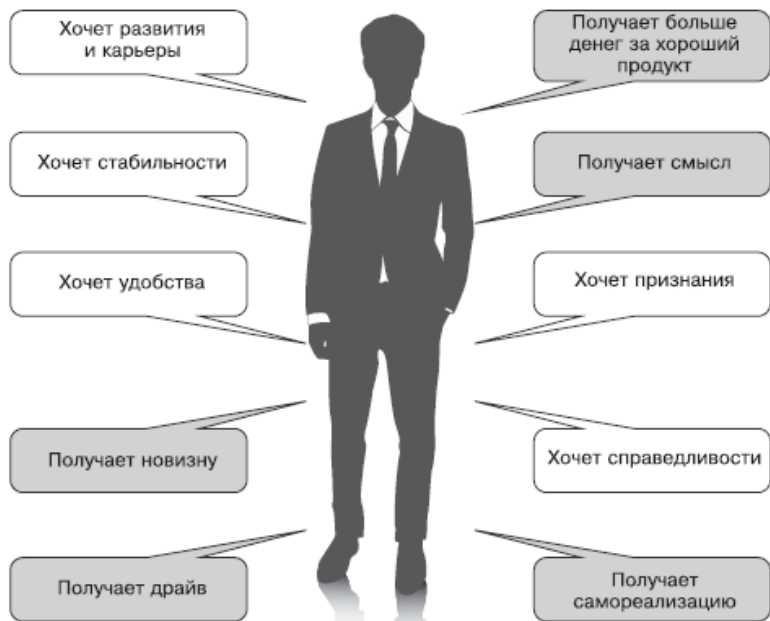 Хочет развития
и карьеры
Получает больше
денег за хороший
продукт
Хочет стабильности
Получает смысл
Хочет удобства
Хочет признания
Получает новизну
Хочет справедливости
Получает драйв
Получает
самореализацию